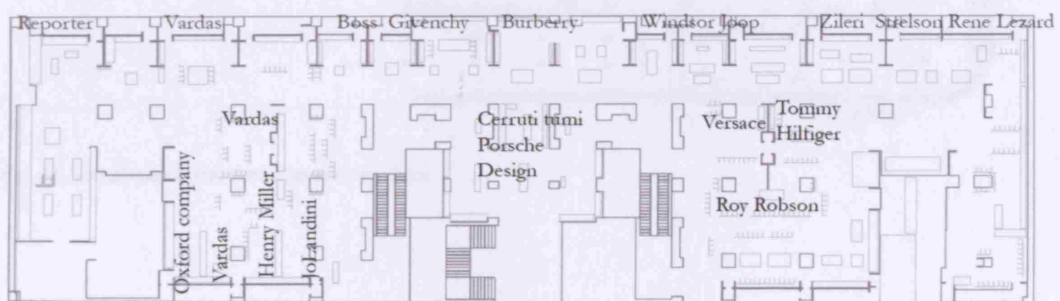 Reporter Vardas Boss Givenchy Burberry Windsor Joop Zileri Strelson Rene Lezard
Vardas
Cerruti tumi
Porsche
Design
Versace
Tommy
Hilfiger
Roy Robson
Oxford company
Vardas
Henry Miller
JoLandini